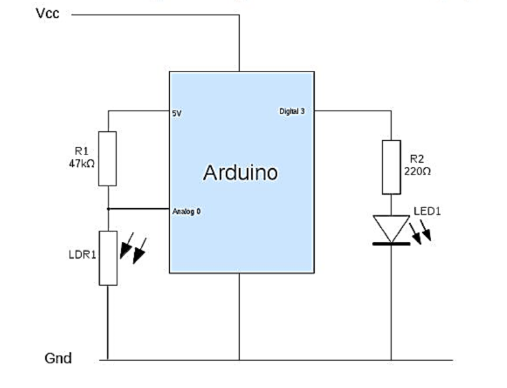 Vcc
5V
Digital 3
R1
47kΩ
Arduino
R2
220Ω
Analog 0
LED1
LDR1
Gnd